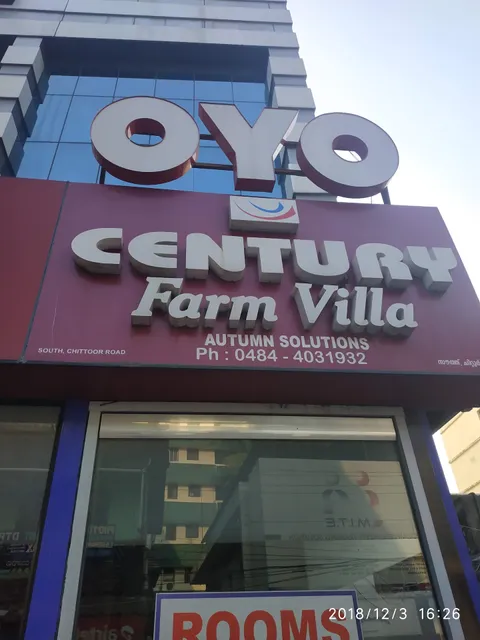 OYO
CENTURY
Farm Villa
AUTUMN SOLUTIONS
Ph : 0484 - 4031932
SOUTH, CHITTOOR ROAD
സൗത്ത്, ചിറ്റൂർ
M.I.T.E.
ROOMS
2018/12/3 16:26